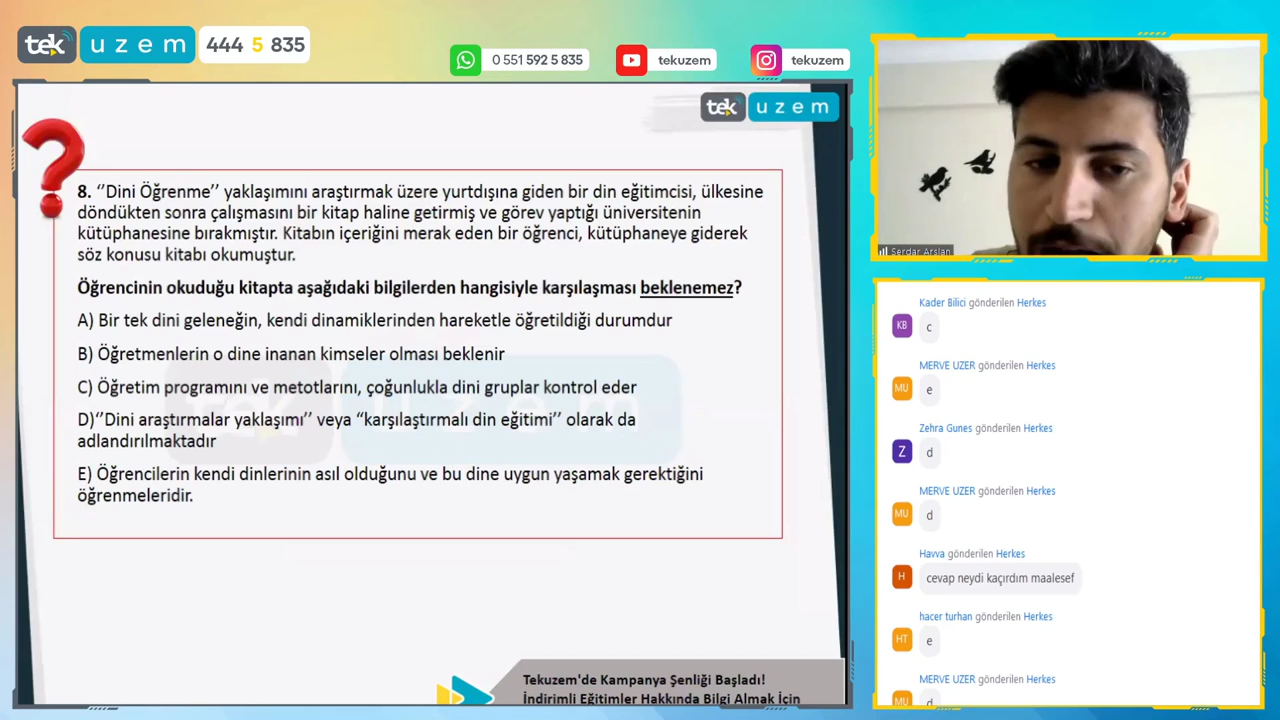 tek uzem 444 5 835
0 551 592 5 835
tekuzem
tekuzem
tek uzem
8. ‘’Dini Öğrenme’’ yaklaşımını araştırmak üzere yurtdışına giden bir din eğitimcisi, ülkesine
döndükten sonra çalışmasını bir kitap haline getirmiş ve görev yaptığı üniversitenin
kütüphanesine bırakmıştır. Kitabın içeriğini merak eden bir öğrenci, kütüphaneye giderek
söz konusu kitabı okumuştur.
Öğrencinin okuduğu kitapta aşağıdaki bilgilerden hangisiyle karşılaşması beklenemez?
A) Bir tek dini geleneğin, kendi dinamiklerinden hareketle öğretildiği durumdur
B) Öğretmenlerin o dine inanan kimseler olması beklenir
C) Öğretim programını ve metotlarını, çoğunlukla dini gruplar kontrol eder
D)‘’Dini araştırmalar yaklaşımı’’ veya “karşılaştırmalı din eğitimi’’ olarak da
adlandırılmaktadır
E) Öğrencilerin kendi dinlerinin asıl olduğunu ve bu dine uygun yaşamak gerektiğini
öğrenmeleridir.
Tekuzem'de Kampanya Şenliği Başladı!
İndirimli Eğitimler Hakkında Bilgi Almak İçin
Serdar Arslan
Kader Bilici gönderilen Herkes
KB c
MERVE UZER gönderilen Herkes
MU e
Zehra Gunes gönderilen Herkes
Z d
MERVE UZER gönderilen Herkes
MU d
Havva gönderilen Herkes
H cevap neydi kaçırdım maalesef
hacer turhan gönderilen Herkes
HT e
MERVE UZER gönderilen Herkes
MU d